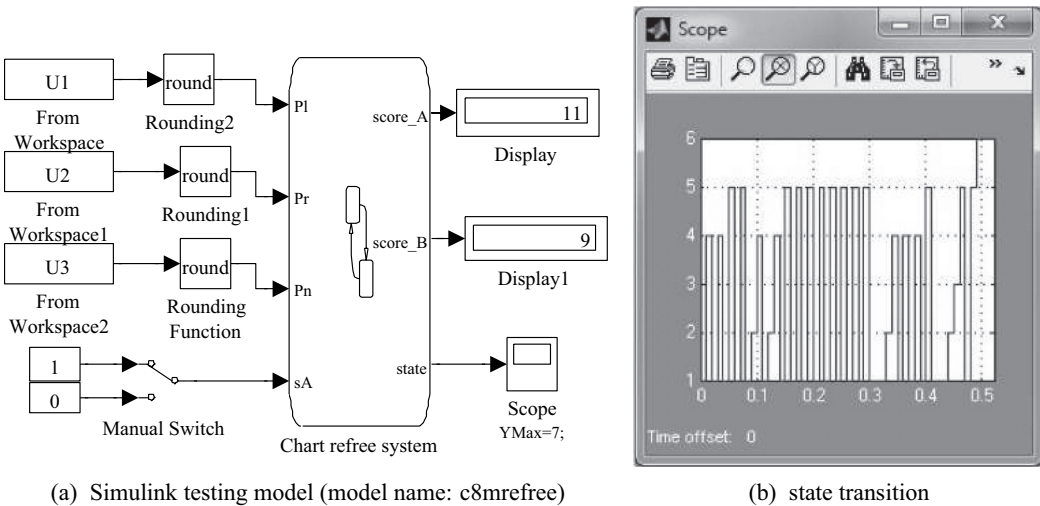 U1
From
Workspace
round
Rounding2
U2
From
Workspace1
round
Rounding1
U3
From
Workspace2
round
Rounding
Function
1
0
Manual Switch
Pl
Pr
Pn
sA
score_A
score_B
state
Chart refree system
11
Display
9
Display1
Scope
YMax=7;
(a) Simulink testing model (model name: c8mrefree)
Scope
6
5
4
3
2
1
0
0.1
0.2
0.3
0.4
0.5
Time offset: 0
(b) state transition